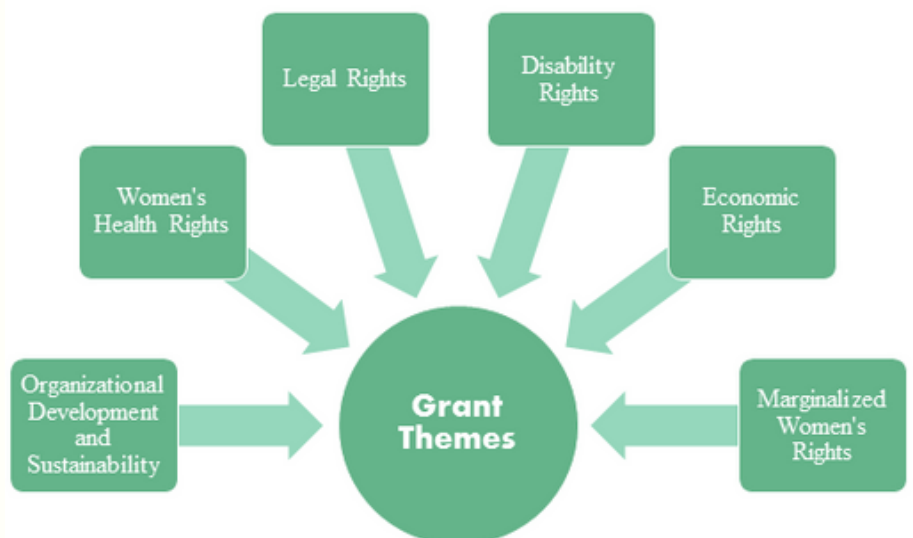 Legal Rights
Disability
Rights
Women's
Health Rights
Economic
Rights
Organizational
Development
and
Sustainability
Grant
Themes
Marginalized
Women's
Rights